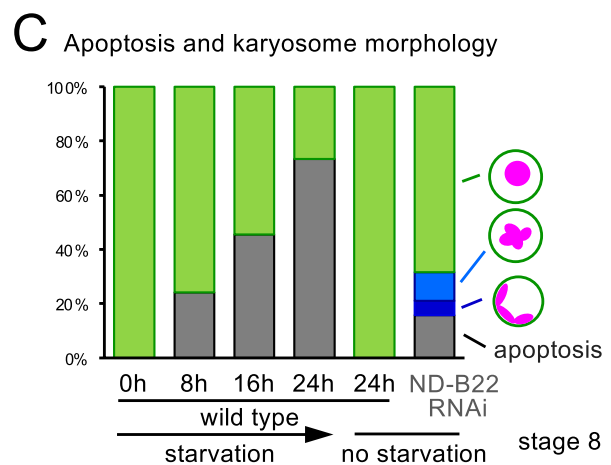 C Apoptosis and karyosome morphology
100%
80%
60%
40%
20%
0%
apoptosis
0h 8h 16h 24h 24h ND-B22
RNAi
wild type
starvation no starvation
stage 8